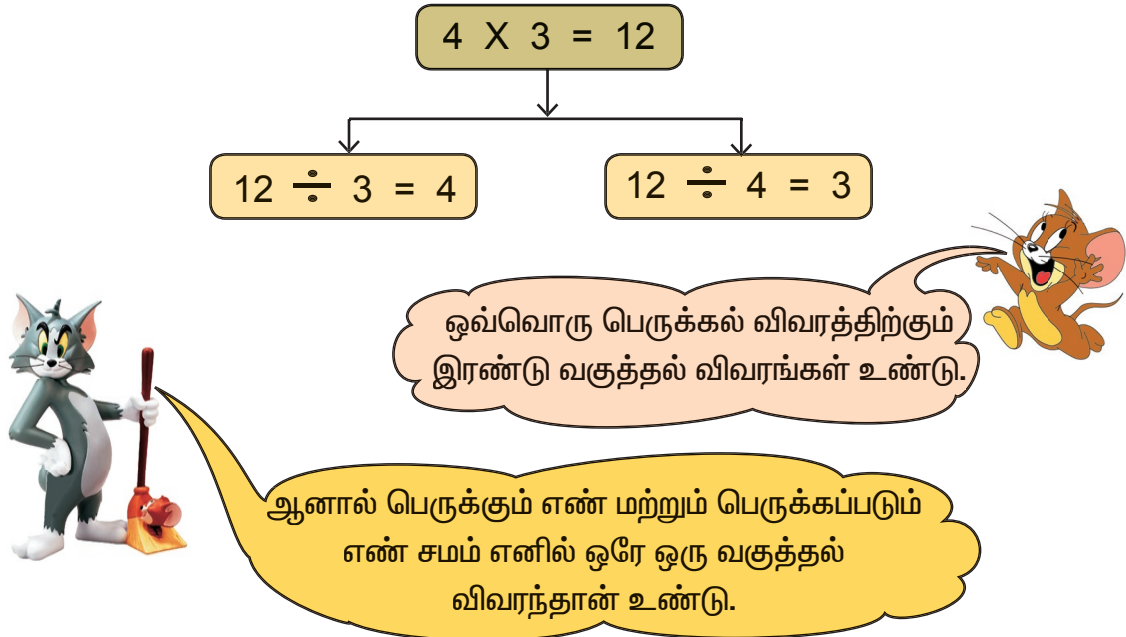 4 X 3 = 12
12 ÷ 3 = 4
12 ÷ 4 = 3
ஒவ்வொரு பெருக்கல் விவரத்திற்கும்
இரண்டு வகுத்தல் விவரங்கள் உண்டு.
ஆனால் பெருக்கும் எண் மற்றும் பெருக்கப்படும்
எண் சமம் எனில் ஒரே ஒரு வகுத்தல்
விவரந்தான் உண்டு.